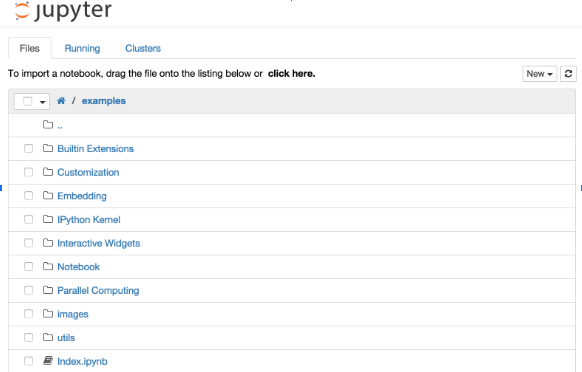 jupyter
Files Running Clusters
To import a notebook, drag the file onto the listing below or click here. New
/ examples
..
Builtin Extensions
Customization
Embedding
IPython Kernel
Interactive Widgets
Notebook
Parallel Computing
images
utils
Index.ipynb